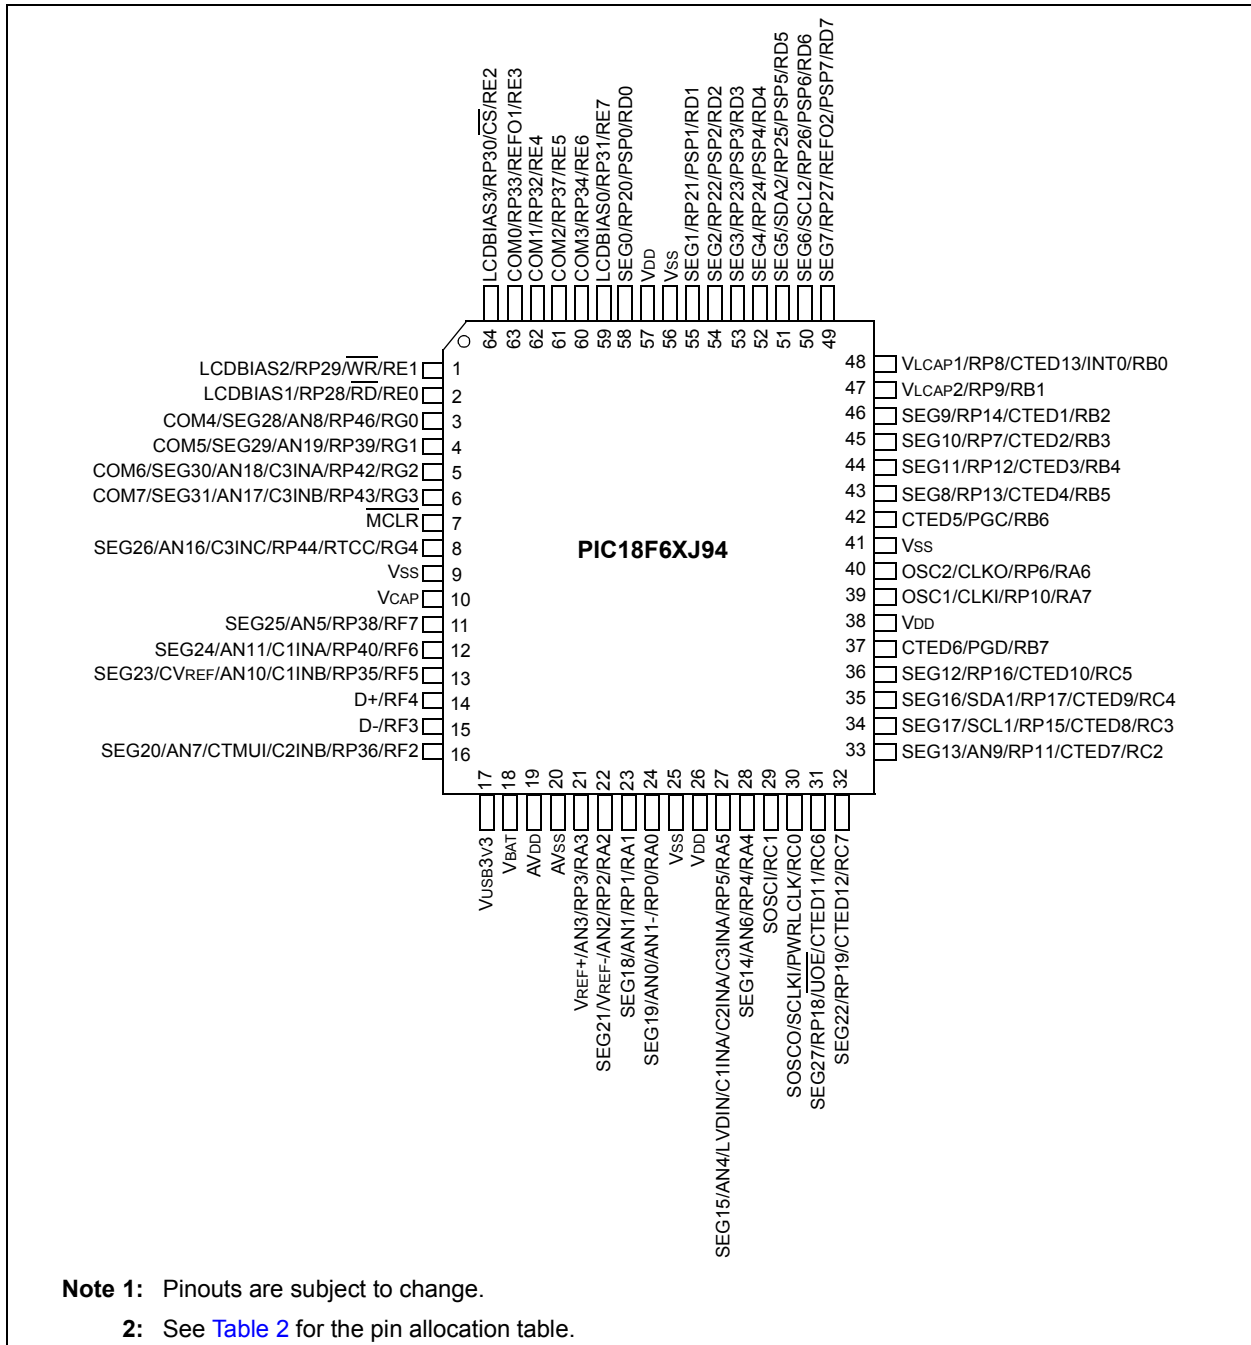 LCDBIAS3/RP30/CS/RE2
COM0/RP33/REFO1/RE3
COM1/RP32/RE4
COM2/RP37/RE5
COM3/RP34/RE6
LCDBIAS0/RP31/RE7
SEG0/RP20/PSP0/RD0
VDD
VSS
SEG1/RP21/PSP1/RD1
SEG2/RP22/PSP2/RD2
SEG3/RP23/PSP3/RD3
SEG4/RP24/PSP4/RD4
SEG5/SDA2/RP25/PSP5/RD5
SEG6/SCL2/RP26/PSP6/RD6
SEG7/RP27/REFO2/PSP7/RD7
64 63 62 61 60 59 58 57 56 55 54 53 52 51 50 49
LCDBIAS2/RP29/WR/RE1 1
LCDBIAS1/RP28/RD/RE0 2
COM4/SEG28/AN8/RP46/RG0 3
COM5/SEG29/AN19/RP39/RG1 4
COM6/SEG30/AN18/C3INA/RP42/RG2 5
COM7/SEG31/AN17/C3INB/RP43/RG3 6
MCLR 7
SEG26/AN16/C3INC/RP44/RTCC/RG4 8
VSS 9
VCAP 10
SEG25/AN5/RP38/RF7 11
SEG24/AN11/C1INA/RP40/RF6 12
SEG23/CVREF/AN10/C1INB/RP35/RF5 13
D+/RF4 14
D-/RF3 15
SEG20/AN7/CTMUI/C2INB/RP36/RF2 16
PIC18F6XJ94
48 VLCAP1/RP8/CTED13/INT0/RB0
47 VLCAP2/RP9/RB1
46 SEG9/RP14/CTED1/RB2
45 SEG10/RP7/CTED2/RB3
44 SEG11/RP12/CTED3/RB4
43 SEG8/RP13/CTED4/RB5
42 CTED5/PGC/RB6
41 VSS
40 OSC2/CLKO/RP6/RA6
39 OSC1/CLKI/RP10/RA7
38 VDD
37 CTED6/PGD/RB7
36 SEG12/RP16/CTED10/RC5
35 SEG16/SDA1/RP17/CTED9/RC4
34 SEG17/SCL1/RP15/CTED8/RC3
33 SEG13/AN9/RP11/CTED7/RC2
17 18 19 20 21 22 23 24 25 26 27 28 29 30 31 32
VUSB3V3
VBAT
AVDD
AVSS
VREF+/AN3/RP3/RA3
SEG21/VREF-/AN2/RP2/RA2
SEG18/AN1/RP1/RA1
SEG19/AN0/AN1-/RP0/RA0
VSS
VDD
SEG15/AN4/LVDIN/C1INA/C2INA/C3INA/RP5/RA5
SEG14/AN6/RP4/RA4
SOSCI/RC1
SOSCO/SCLKI/PWRLCLK/RC0
SEG27/RP18/UOE/CTED11/RC6
SEG22/RP19/CTED12/RC7
Note 1: Pinouts are subject to change.
2: See Table 2 for the pin allocation table.